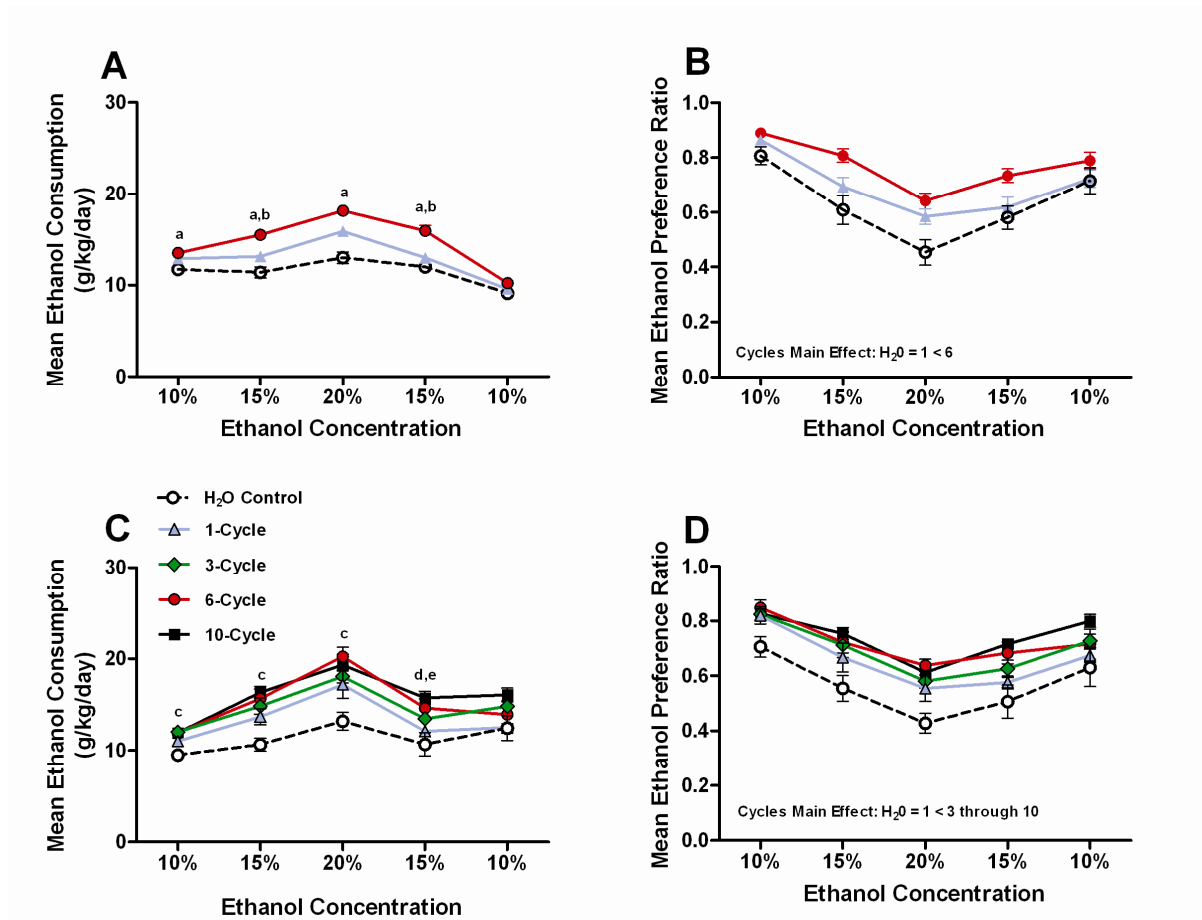 A
Mean Ethanol Consumption
(g/kg/day)
30
20
10
0
a
a,b
a
a,b
10%
15%
20%
15%
10%
Ethanol Concentration
B
Mean Ethanol Preference Ratio
1.0
0.8
0.6
0.4
0.2
0.0
Cycles Main Effect: H₂0 = 1 < 6
10%
15%
20%
15%
10%
Ethanol Concentration
C
H₂O Control
1-Cycle
3-Cycle
6-Cycle
10-Cycle
Mean Ethanol Consumption
(g/kg/day)
30
20
10
0
c
c
c
d,e
10%
15%
20%
15%
10%
Ethanol Concentration
D
Mean Ethanol Preference Ratio
1.0
0.8
0.6
0.4
0.2
0.0
Cycles Main Effect: H₂0 = 1 < 3 through 10
10%
15%
20%
15%
10%
Ethanol Concentration